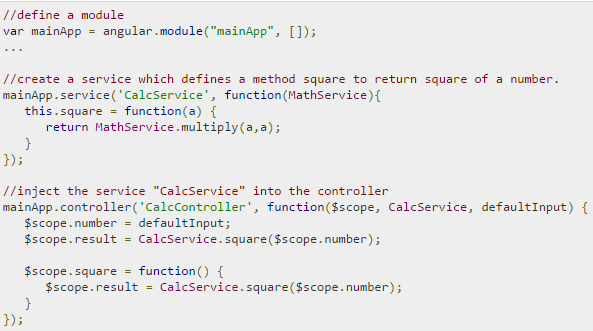 //define a module
var mainApp = angular.module("mainApp", []);
...

//create a service which defines a method square to return square of a number.
mainApp.service('CalcService', function(MathService){
   this.square = function(a) {
      return MathService.multiply(a,a);
   }
});

//inject the service "CalcService" into the controller
mainApp.controller('CalcController', function($scope, CalcService, defaultInput) {
   $scope.number = defaultInput;
   $scope.result = CalcService.square($scope.number);

   $scope.square = function() {
      $scope.result = CalcService.square($scope.number);
   }
});